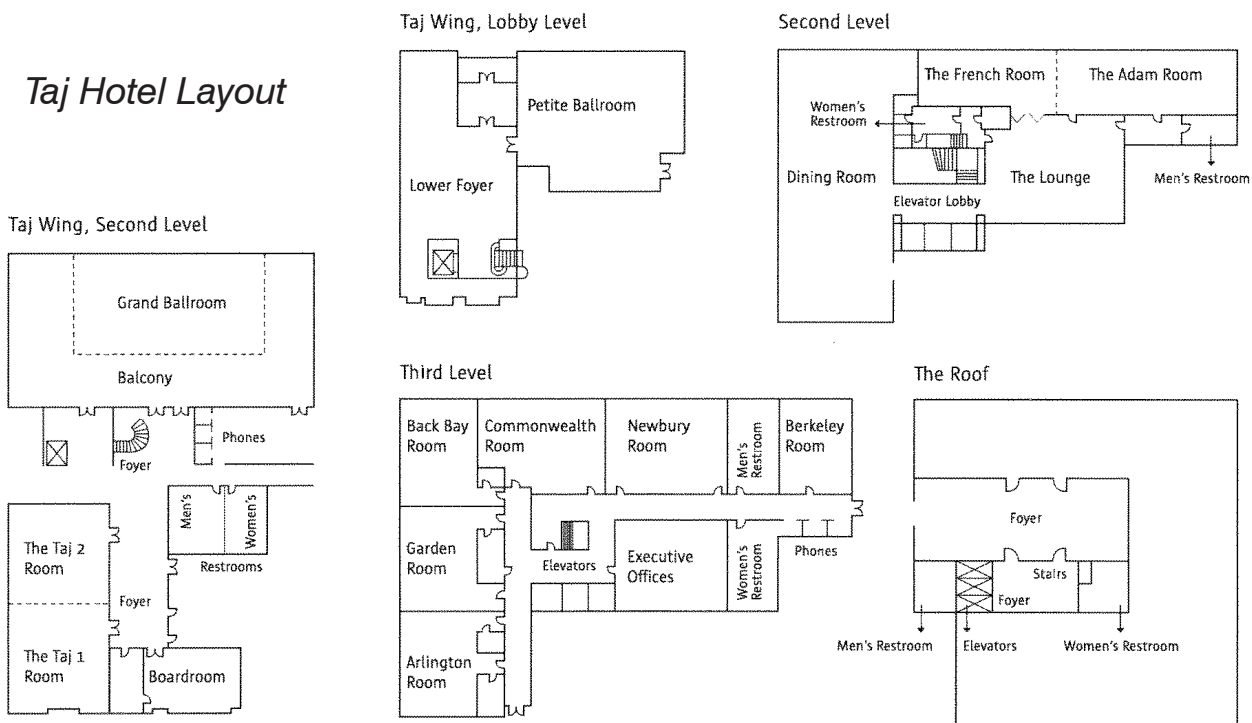 Taj Hotel Layout
Taj Wing, Lobby Level
Petite Ballroom
Lower Foyer
Second Level
The French Room
The Adam Room
Women's
Restroom
Dining Room
The Lounge
Men's Restroom
Elevator Lobby
Taj Wing, Second Level
Grand Ballroom
Balcony
Phones
Foyer
Men's
Women's
The Taj 2
Room
Restrooms
Foyer
The Taj 1
Room
Boardroom
Third Level
Back Bay
Room
Commonwealth
Room
Newbury
Room
Men's
Restroom
Berkeley
Room
Garden
Room
Elevators
Executive
Offices
Women's
Restroom
Phones
Arlington
Room
The Roof
Foyer
Stairs
Foyer
Men's Restroom
Elevators
Women's Restroom